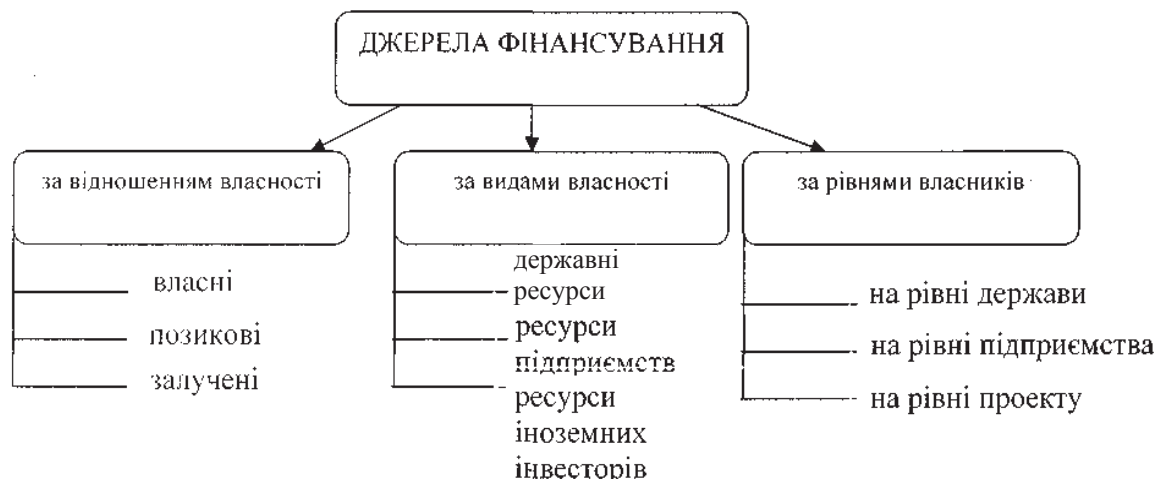 ДЖЕРЕЛА ФІНАНСУВАННЯ
за відношенням власності
власні
позикові
залучені
за видами власності
державні
ресурси
ресурси
підприємств
ресурси
іноземних
інвесторів
за рівнями власників
на рівні держави
на рівні підприємства
на рівні проекту